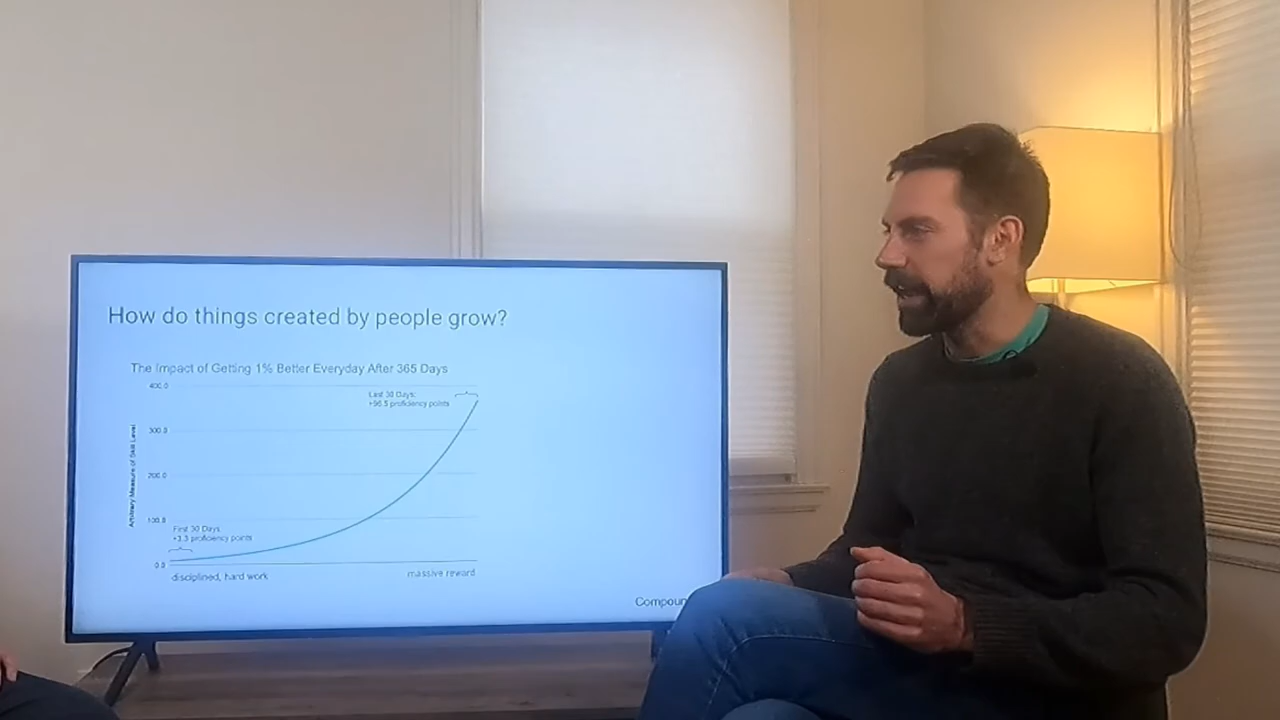 How do things created by people grow?
The Impact of Getting 1% Better Everyday After 365 Days
400.0
Last 30 Days:
+96.5 proficiency points
300.0
Arbitrary Measure of Skill Level
200.0
100.0
First 30 Days
+3.5 proficiency points
0.0
disciplined, hard work
massive reward
Compoun